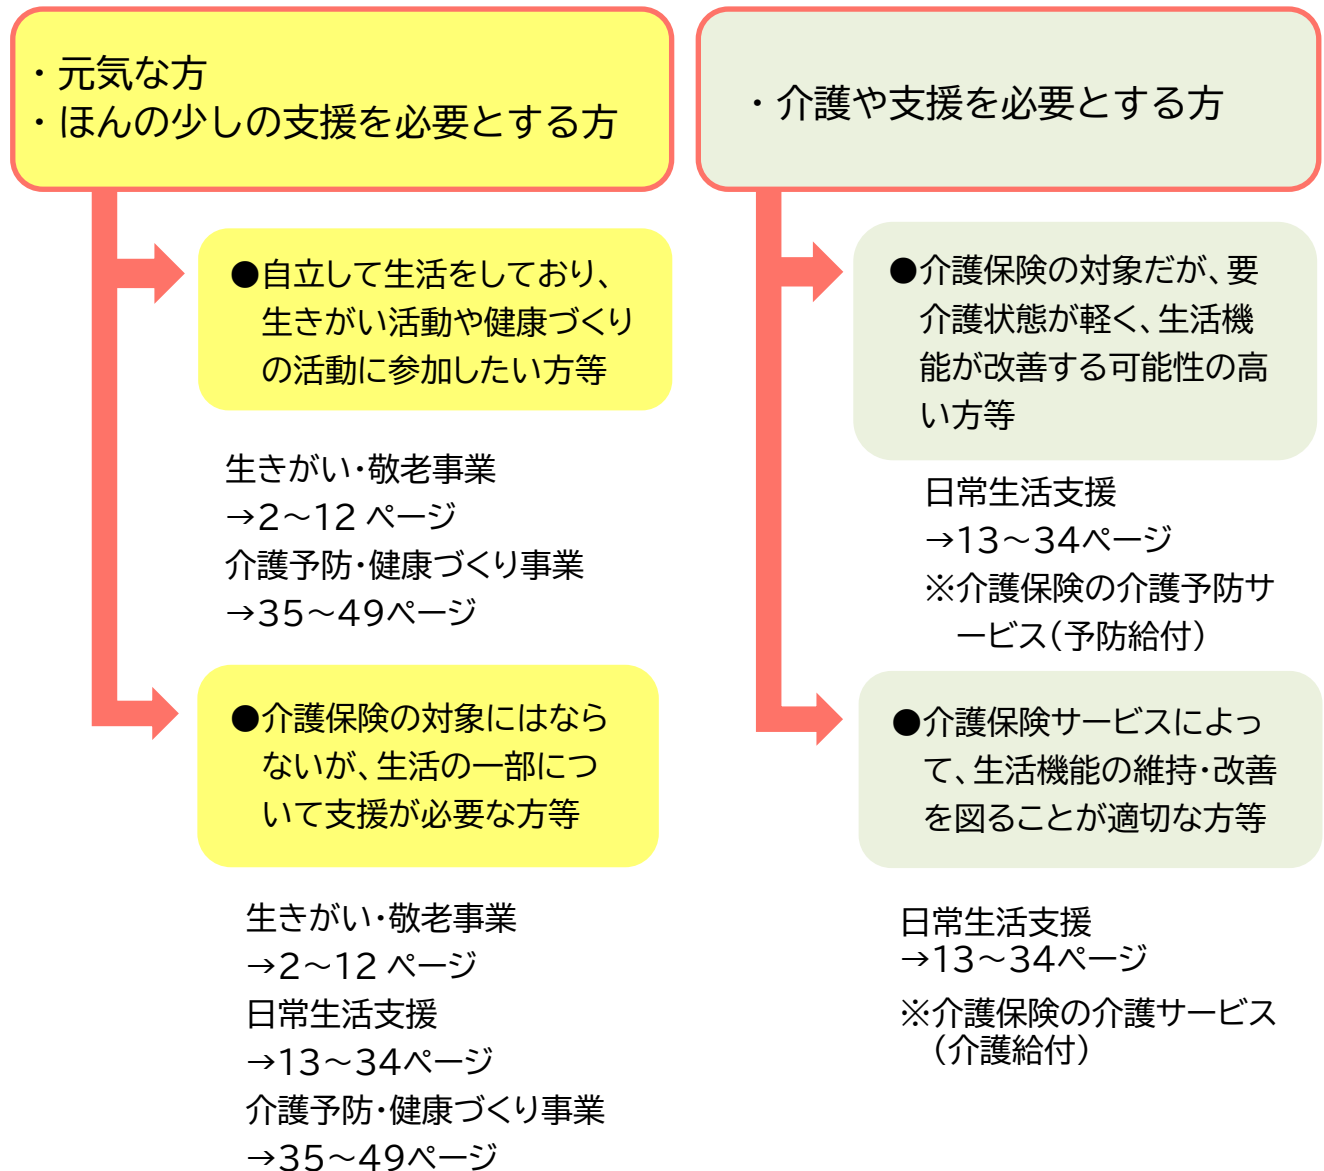 ・元気な方
・ほんの少しの支援を必要とする方
●自立して生活をしており、
生きがい活動や健康づくり
の活動に参加したい方等
生きがい・敬老事業
→2～12 ページ
介護予防・健康づくり事業
→35～49ページ
●介護保険の対象にはなら
ないが、生活の一部につ
いて支援が必要な方等
生きがい・敬老事業
→2～12 ページ
日常生活支援
→13～34ページ
介護予防・健康づくり事業
→35～49ページ
・介護や支援を必要とする方
●介護保険の対象だが、要
介護状態が軽く、生活機
能が改善する可能性の高
い方等
日常生活支援
→13～34ページ
※介護保険の介護予防サ
ービス(予防給付)
●介護保険サービスによっ
て、生活機能の維持・改善
を図ることが適切な方等
日常生活支援
→13～34ページ
※介護保険の介護サービス
(介護給付)